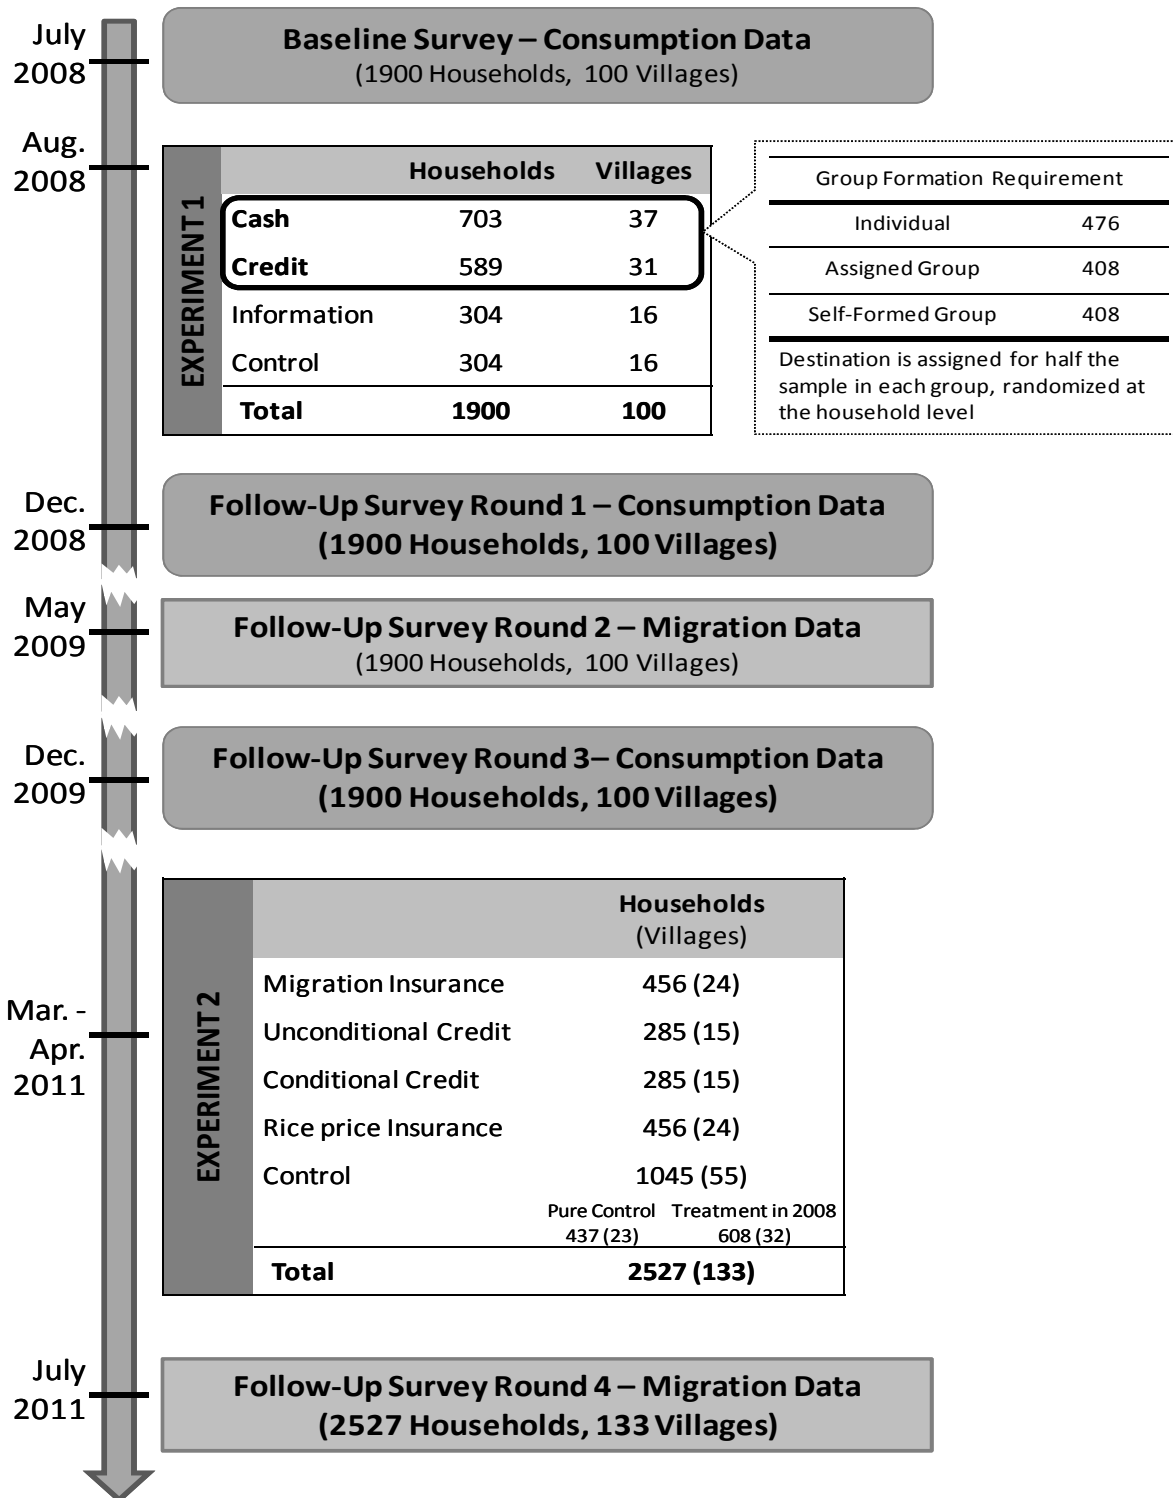 July
2008
Baseline Survey – Consumption Data
(1900 Households, 100 Villages)
Aug.
2008
EXPERIMENT 1
Households Villages
Cash 703 37
Credit 589 31
Information 304 16
Control 304 16
Total 1900 100
Group Formation Requirement
Individual 476
Assigned Group 408
Self-Formed Group 408
Destination is assigned for half the
sample in each group, randomized at
the household level
Dec.
2008
Follow-Up Survey Round 1 – Consumption Data
(1900 Households, 100 Villages)
May
2009
Follow-Up Survey Round 2 – Migration Data
(1900 Households, 100 Villages)
Dec.
2009
Follow-Up Survey Round 3– Consumption Data
(1900 Households, 100 Villages)
Mar. -
Apr.
2011
EXPERIMENT 2
Households
(Villages)
Migration Insurance 456 (24)
Unconditional Credit 285 (15)
Conditional Credit 285 (15)
Rice price Insurance 456 (24)
Control 1045 (55)
Pure Control Treatment in 2008
437 (23) 608 (32)
Total 2527 (133)
July
2011
Follow-Up Survey Round 4 – Migration Data
(2527 Households, 133 Villages)